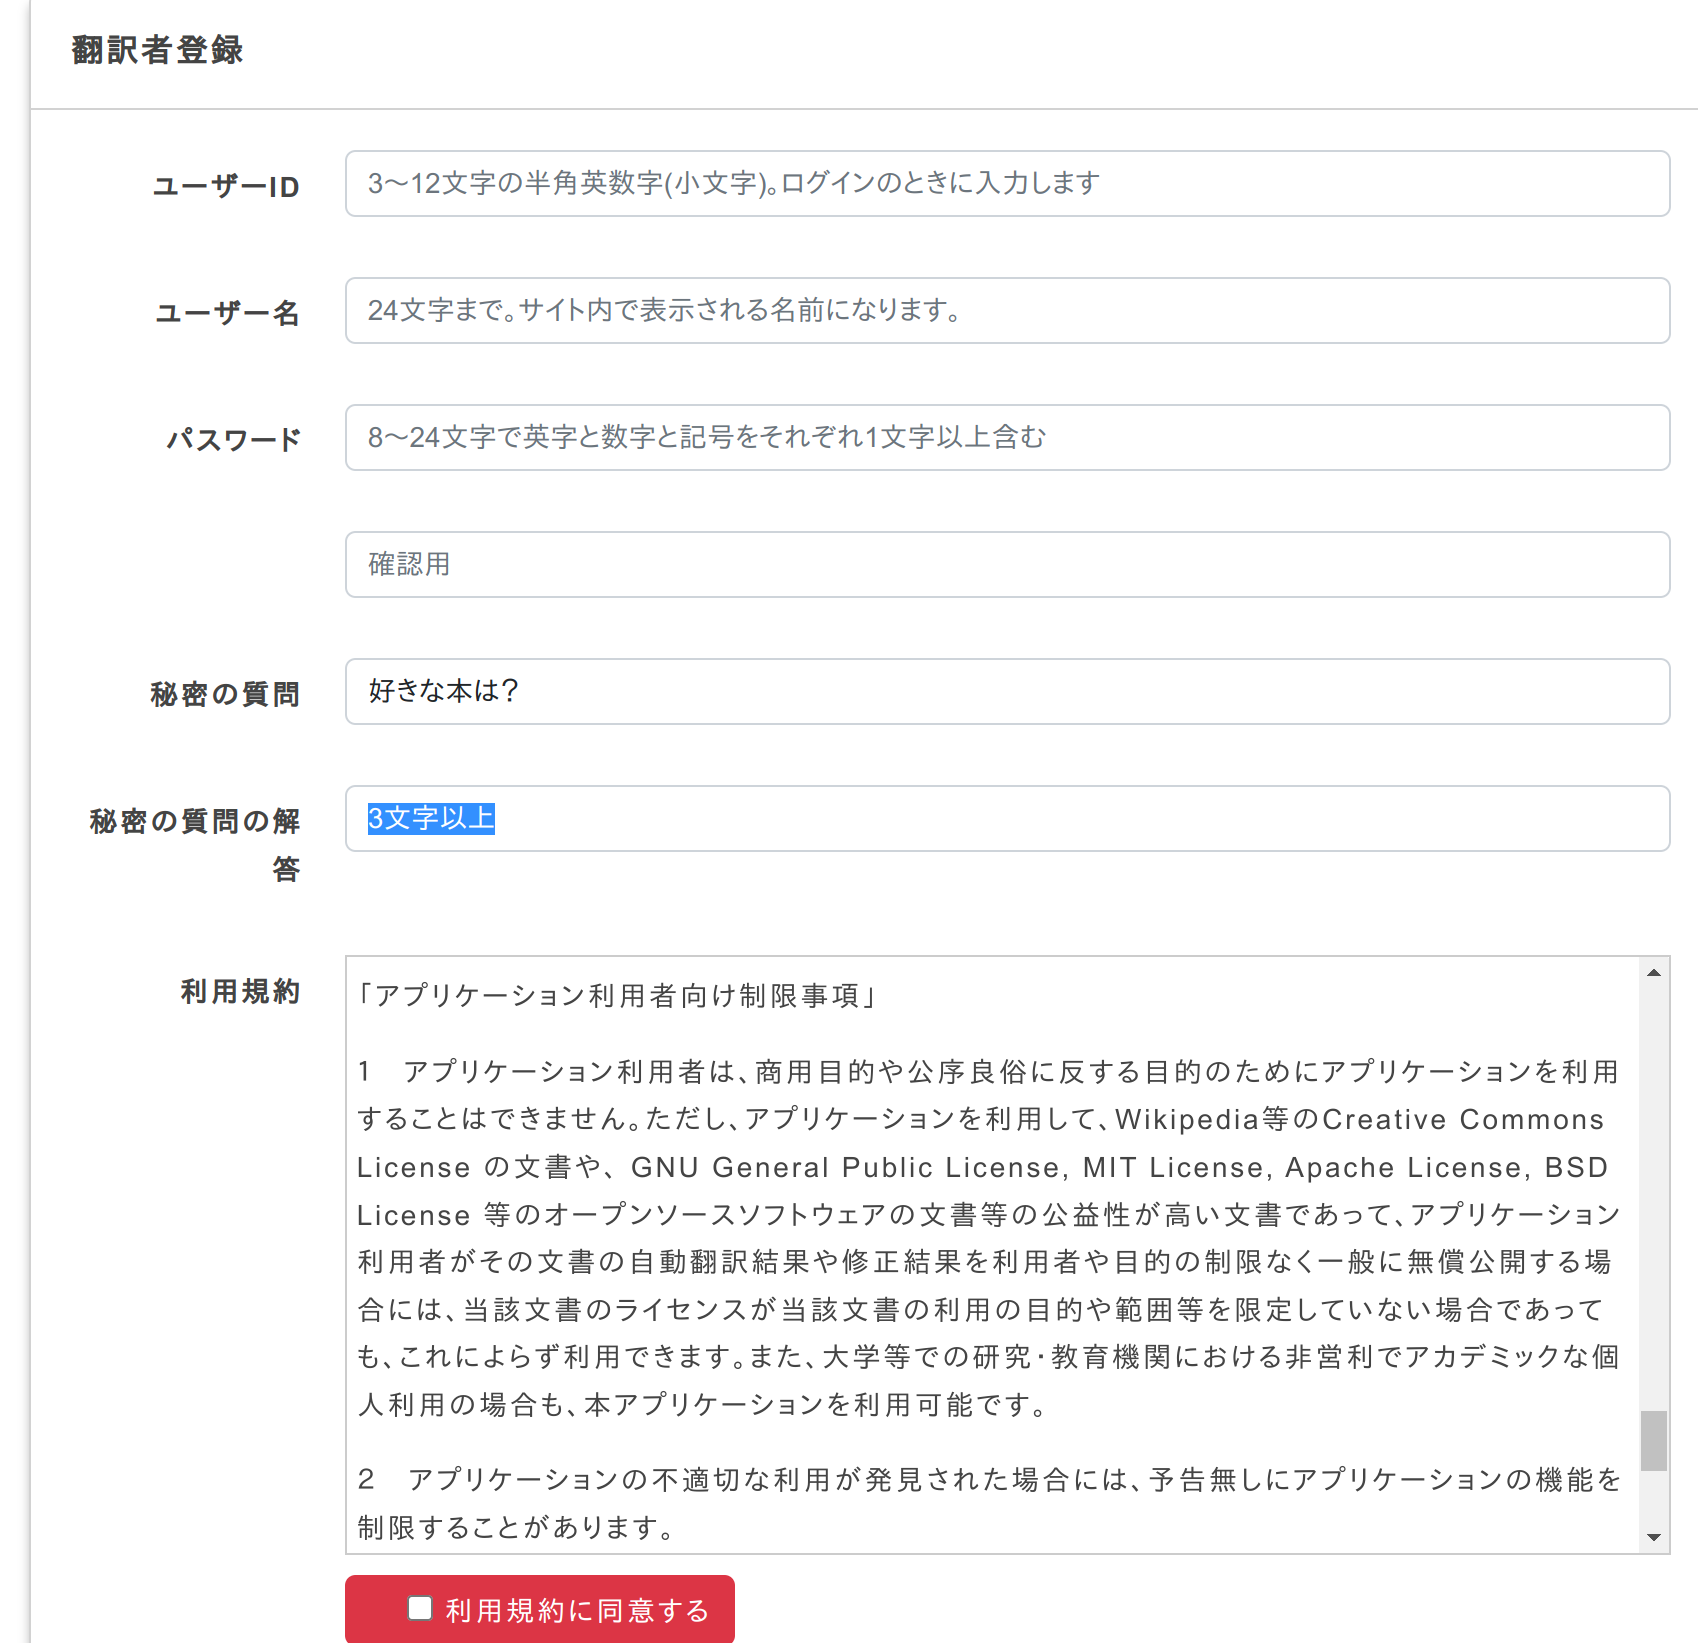 翻訳者登録
ユーザーID
3～12文字の半角英数字(小文字)。ログインのときに入力します
ユーザー名
24文字まで。サイト内で表示される名前になります。
パスワード
8～24文字で英字と数字と記号をそれぞれ1文字以上含む
確認用
秘密の質問
好きな本は？
秘密の質問の解
答
3文字以上
利用規約
「アプリケーション利用者向け制限事項」
1　アプリケーション利用者は、商用目的や公序良俗に反する目的のためにアプリケーションを利用
することはできません。ただし、アプリケーションを利用して、Wikipedia等のCreative Commons
License の文書や、GNU General Public License, MIT License, Apache License, BSD
License 等のオープンソースソフトウェアの文書等の公益性が高い文書であって、アプリケーション
利用者がその文書の自動翻訳結果や修正結果を利用者や目的の制限なく一般に無償公開する場
合には、当該文書のライセンスが当該文書の利用の目的や範囲等を限定していない場合であって
も、これによらず利用できます。また、大学等での研究・教育機関における非営利でアカデミックな個
人利用の場合も、本アプリケーションを利用可能です。
2　アプリケーションの不適切な利用が発見された場合には、予告無しにアプリケーションの機能を
制限することがあります。
利用規約に同意する